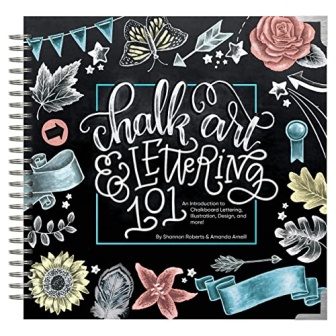 chalk art
& LETTERING
101
An Introduction to
Chalkboard Lettering,
Illustration, Design, and
more!
By Shannon Roberts & Amanda Arneill